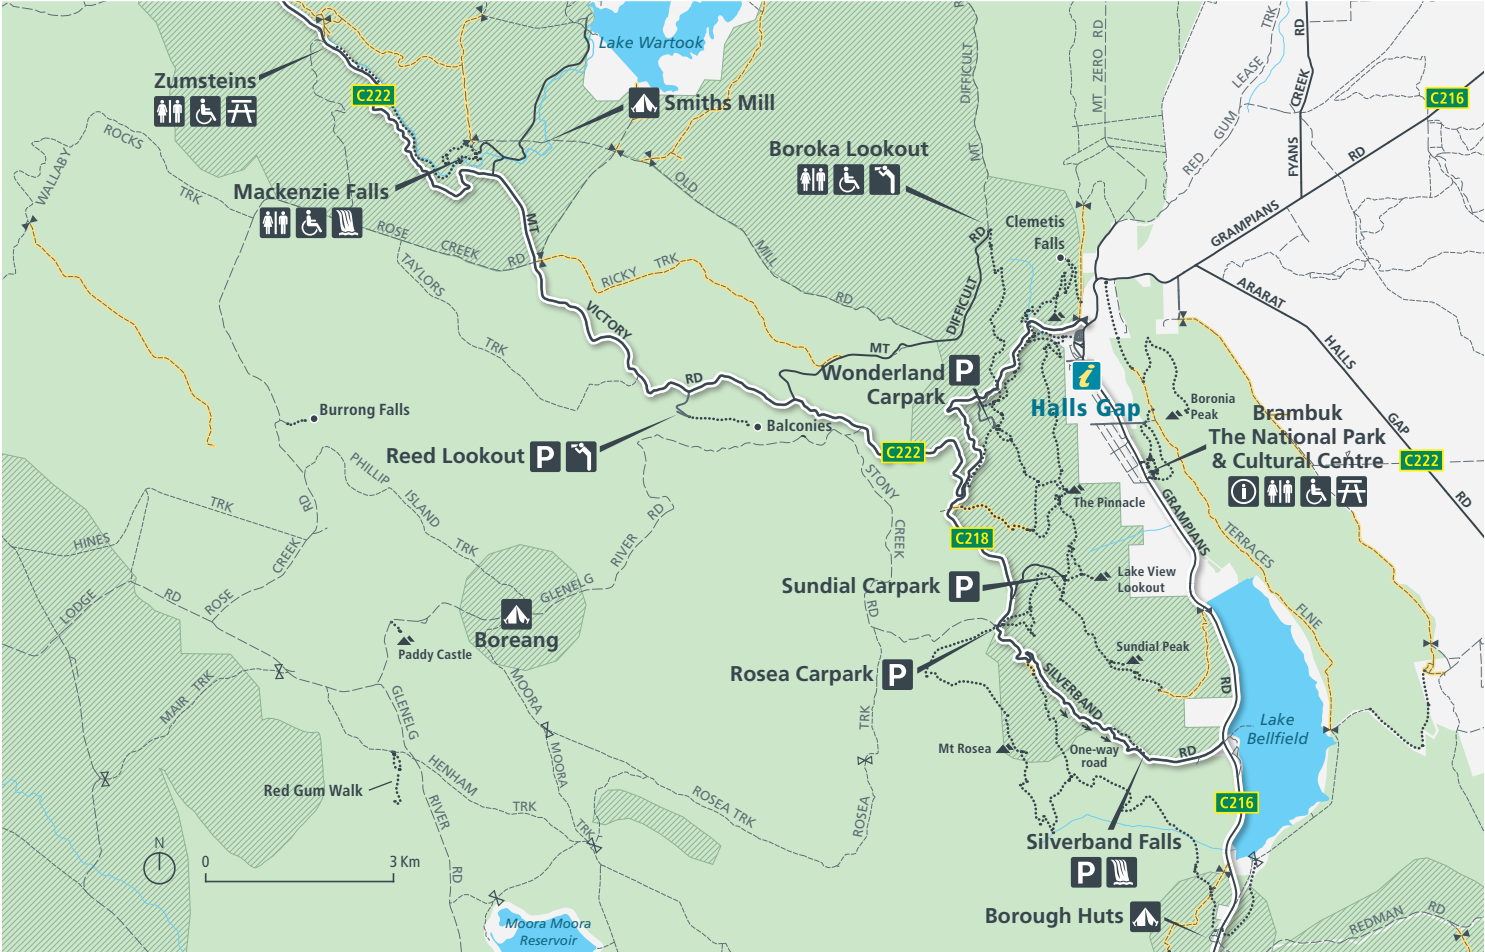 Lake Wartook
Zumsteins
C222
Smiths Mill
MT ZERO RD
DIFFICULT
MT
RED GUM LEASE TRK
FYANS CREEK RD
C216
GRAMPIANS RD
WALLABY ROCKS TRK
Mackenzie Falls
Boroka Lookout
OLD MILL RD
ROSE CREEK RD
TAYLORS TRK
RICKY TRK
MT VICTORY RD
Clemetis
Falls
MT DIFFICULT RD
ARARAT HALLS GAP RD
Wonderland
Carpark
P
i
Halls Gap
Boronia
Peak
Brambuk
The National Park
& Cultural Centre
i
C222
Burrong Falls
Reed Lookout
P
Balconies
C222
The Pinnacle
PHILLIP ISLAND TRK
STONY CREEK RD
HINES TRK
ROSE CREEK RD
LODGE RD
GLENELG RIVER RD
C218
GRAMPIANS RD
TERRACES FLNE
Sundial Carpark
P
Lake View
Lookout
Boreang
Paddy Castle
Sundial Peak
Rosea Carpark
P
SILVERBAND RD
MAIR TRK
MOORA MOORA TRK
GLENELG RIVER RD
Mt Rosea
One-way
road
Lake
Bellfield
Red Gum Walk
HENHAM TRK
ROSEA TRK
ROSEA TRK
C216
Silverband Falls
P
N
0
3 Km
Moora Moora
Reservoir
Borough Huts
REDMAN RD